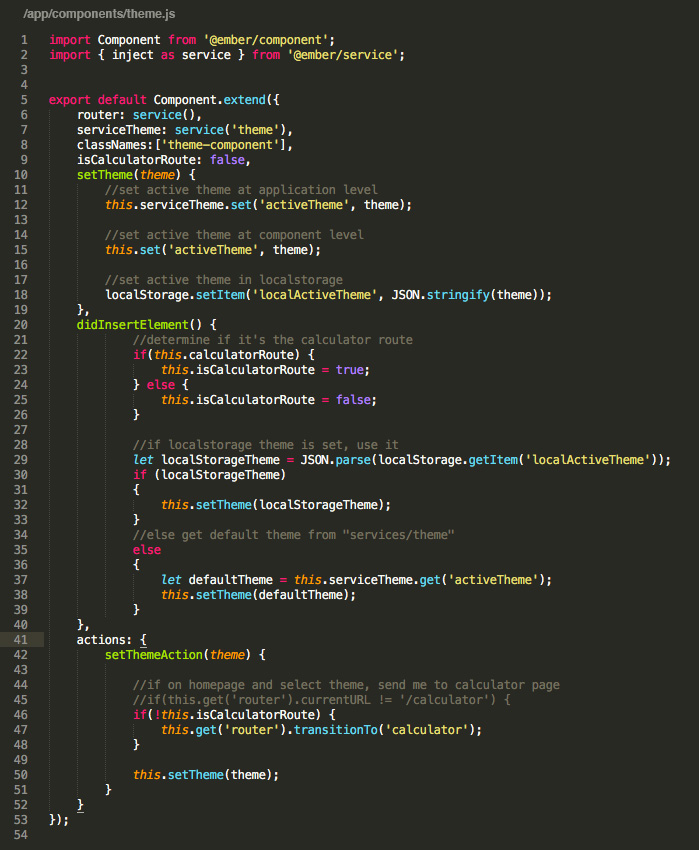 /app/components/theme.js
1 import Component from '@ember/component';
2 import { inject as service } from '@ember/service';
3
4
5 export default Component.extend({
6 router: service(),
7 serviceTheme: service('theme'),
8 classNames:['theme-component'],
9 isCalculatorRoute: false,
10 setTheme(theme) {
11 //set active theme at application level
12 this.serviceTheme.set('activeTheme', theme);
13
14 //set active theme at component level
15 this.set('activeTheme', theme);
16
17 //set active theme in localstorage
18 localStorage.setItem('localActiveTheme', JSON.stringify(theme));
19 },
20 didInsertElement() {
21 //determine if it's the calculator route
22 if(this.calculatorRoute) {
23 this.isCalculatorRoute = true;
24 } else {
25 this.isCalculatorRoute = false;
26 }
27
28 //if localstorage theme is set, use it
29 let localStorageTheme = JSON.parse(localStorage.getItem('localActiveTheme'));
30 if (localStorageTheme)
31 {
32 this.setTheme(localStorageTheme);
33 }
34 //else get default theme from "services/theme"
35 else
36 {
37 let defaultTheme = this.serviceTheme.get('activeTheme');
38 this.setTheme(defaultTheme);
39 }
40 },
41 actions: {
42 setThemeAction(theme) {
43
44 //if on homepage and select theme, send me to calculator page
45 //if(this.get('router').currentURL != '/calculator') {
46 if(!this.isCalculatorRoute) {
47 this.get('router').transitionTo('calculator');
48 }
49
50 this.setTheme(theme);
51 }
52 }
53 });
54